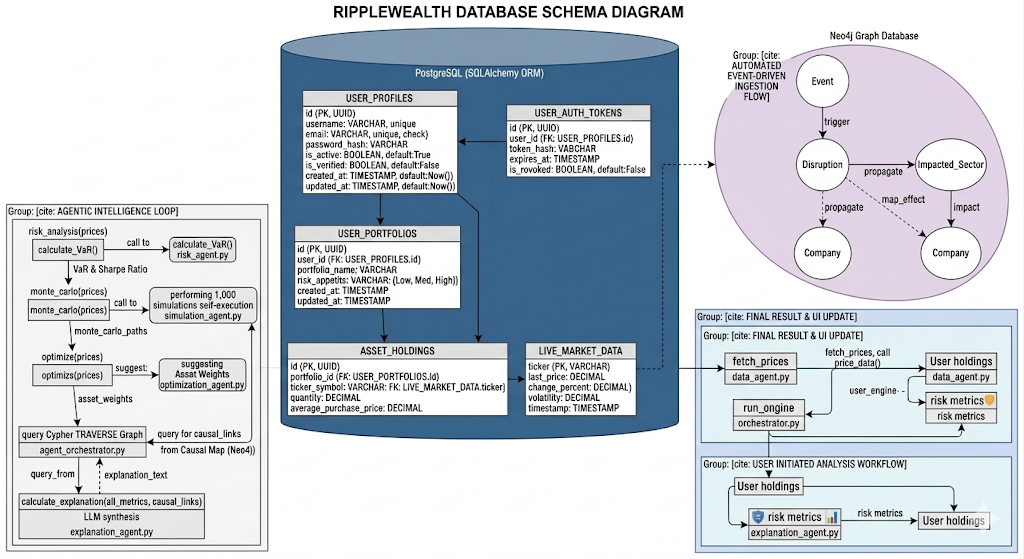 RIPPLEWEALTH DATABASE SCHEMA DIAGRAM
PostgreSQL (SQLAlchemy ORM)
USER_PROFILES
id (PK, UUID)
username: VARCHAR, unique
email: VARCHAR, unique, check)
password_hash: VARCHAR
is_active: BOOLEAN, default:True
is_verified: BOOLEAN, default:False
created_at: TIMESTAMP, default:Now())
updated_at: TIMESTAMP, default:Now())
USER_AUTH_TOKENS
id (PK, UUIO)
user_id (FK: USER_PROFILES.id)
token_hash: VABCHAR
expires_at: TIMESTAMP
is_rovoked: BOOLEAN, default:False
USER_PORTFOLIOS
id (PK, UUID)
user_id (FK: USER_PROFILES.id)
portfolia_name; VARCHAR
risk_appetits: VARCHAR: (Low, Med, High))
created_at: TIMESTAMP
updated_at: TIMESTAMP
ASSET_HOLDINGS
id (PK, UUID)
portfolio_id (FK: USER_PORTFOLIOS.Id)
ticker_symbol: VARCHAR: FK: LIVE_MARKET_DATA.ticker)
quantity: DECIMAL
average_purchase_price: DECIMAL
LIVE_MARKET_DATA
ticker (PK, UUID)
last_price: OECIMAL
change_percent: DECIMAL)
volatility: DECIMAL
timestamp: TIMESTAMP
Neo4j Graph Database
Group: [cite:
AUTOMATED
EVENT-DRIVEN
INGESTION
FLOW]
Event
trigger
Disruption
propagate
Impacted_Sector
propagate
map_effect
impact
Company
Company
Group: [cite: AGENTIC INTELLIGENCE LOOP]
risk_analysis(prices)
calculate_VaR()
call to
calculate_VaR()
risk_agent.py
VaR & Sharpe Ratio
monte_carlo(prices)
monte_carlo(prices)
call to
performing 1,000
simulations seif-execution
simulation_agent.py
monte_carlo_paths
optimize(prices)
optimize(prices)
suggest:
suggesting
Asset Weights
optimization_agent.py
asset_weights
query Cypher TRAVERSE Graph
agent_orchestrator.py
query for causal_links
from Causal Map (Neo4))
query_from
explanation_text
calculate_explanation(all_metrics, causal_links)
LLM synthesis
explanation_agent.py
Group: [cite: FINAL RESULT & UI UPDATE]
Group: [cite: FINAL RESULT & UI UPDATE]
fetch_prices
data_agent.py
fetch_prices, call
price_data()
User holdings
data_agent.py
user_engine
risk metrics
risk metrics
run_ongine
orchestrator.py
Group: [cite: USER INITIATED ANALYSIS WORKFLOW]
User holdings
risk metrics
explanation_agent.py
risk metrics
User holdings